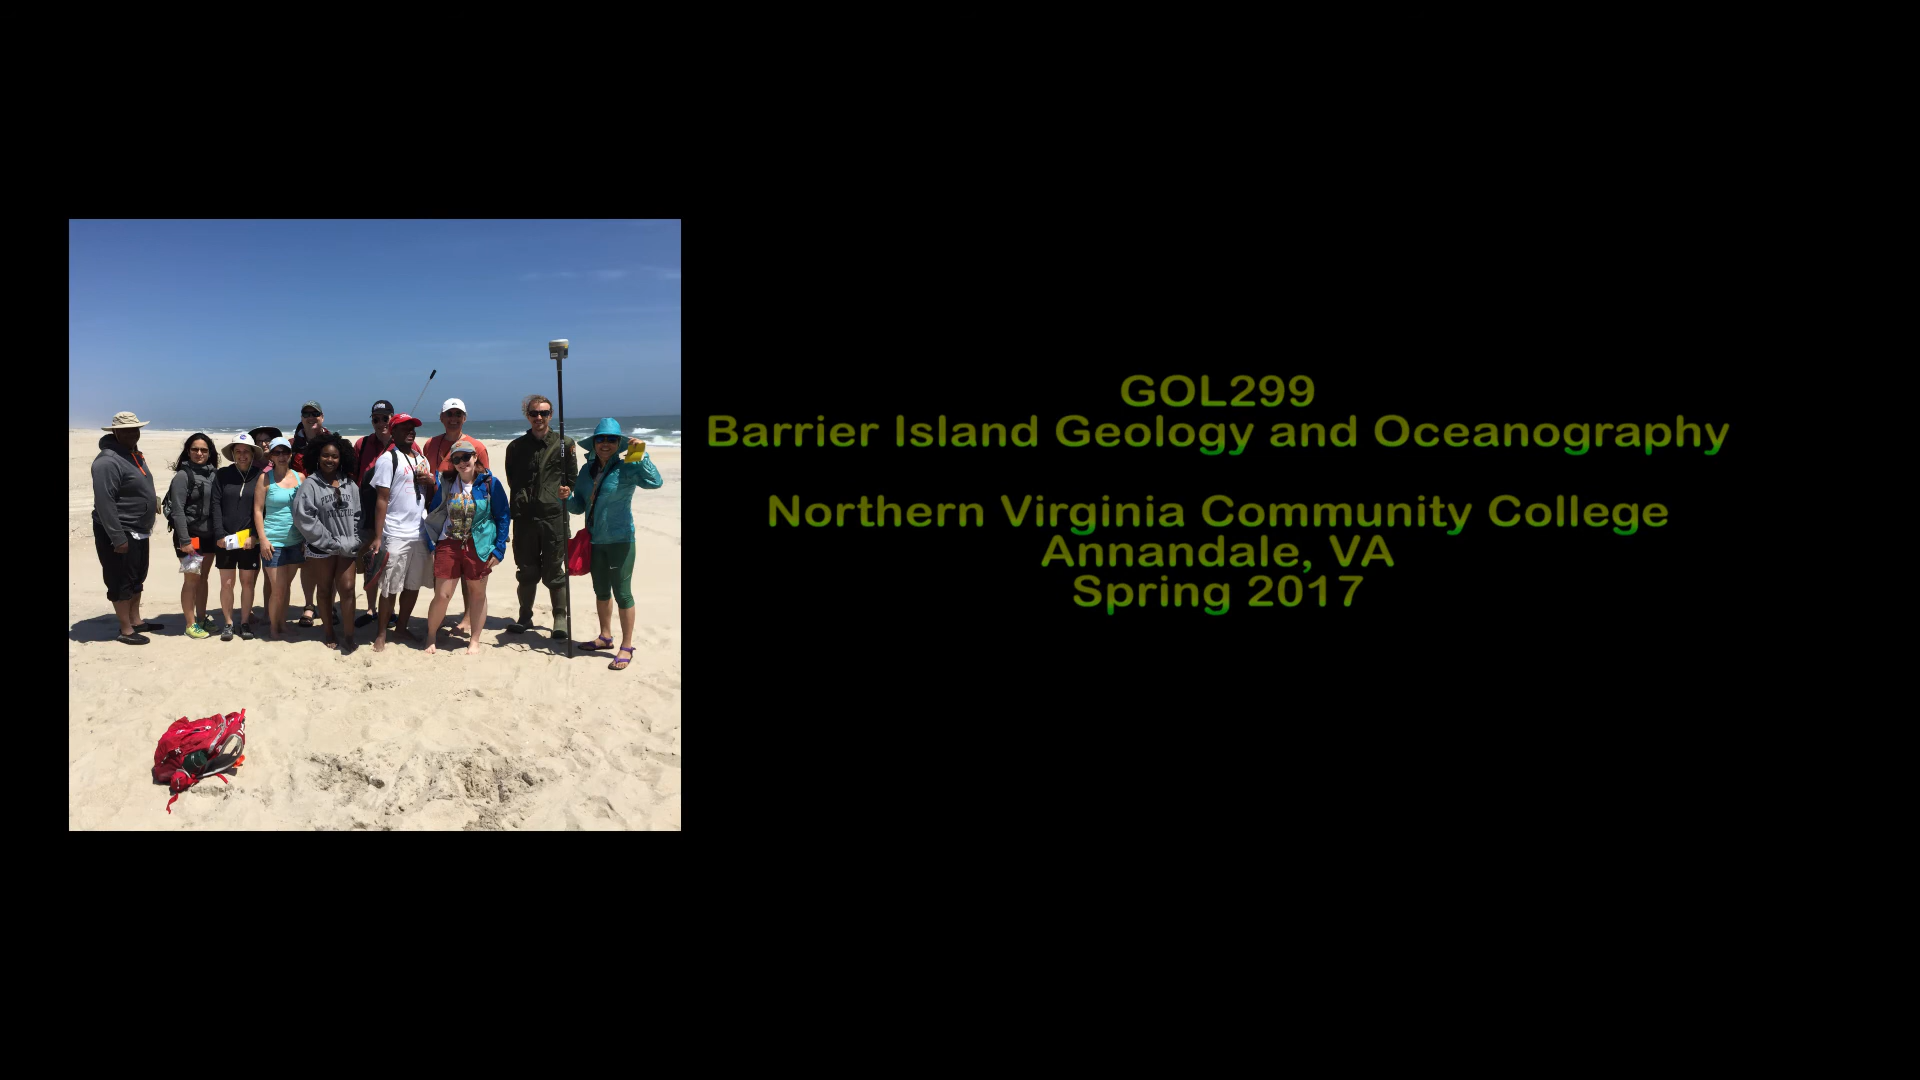 GOL299
Barrier Island Geology and Oceanography
Northern Virginia Community College
Annandale, VA
Spring 2017